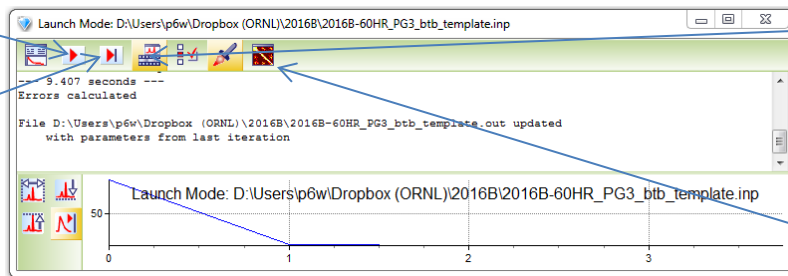 Launch Mode: D:\Users\p6w\Dropbox (ORNL)\2016B\2016B-60HR_PG3_btb_template.inp
--- 9.407 seconds ---
Errors calculated
File D:\Users\p6w\Dropbox (ORNL)\2016B\2016B-60HR_PG3_btb_template.out updated
with parameters from last iteration
Launch Mode: D:\Users\p6w\Dropbox (ORNL)\2016B\2016B-60HR_PG3_btb_template.inp
50
0 1 2 3